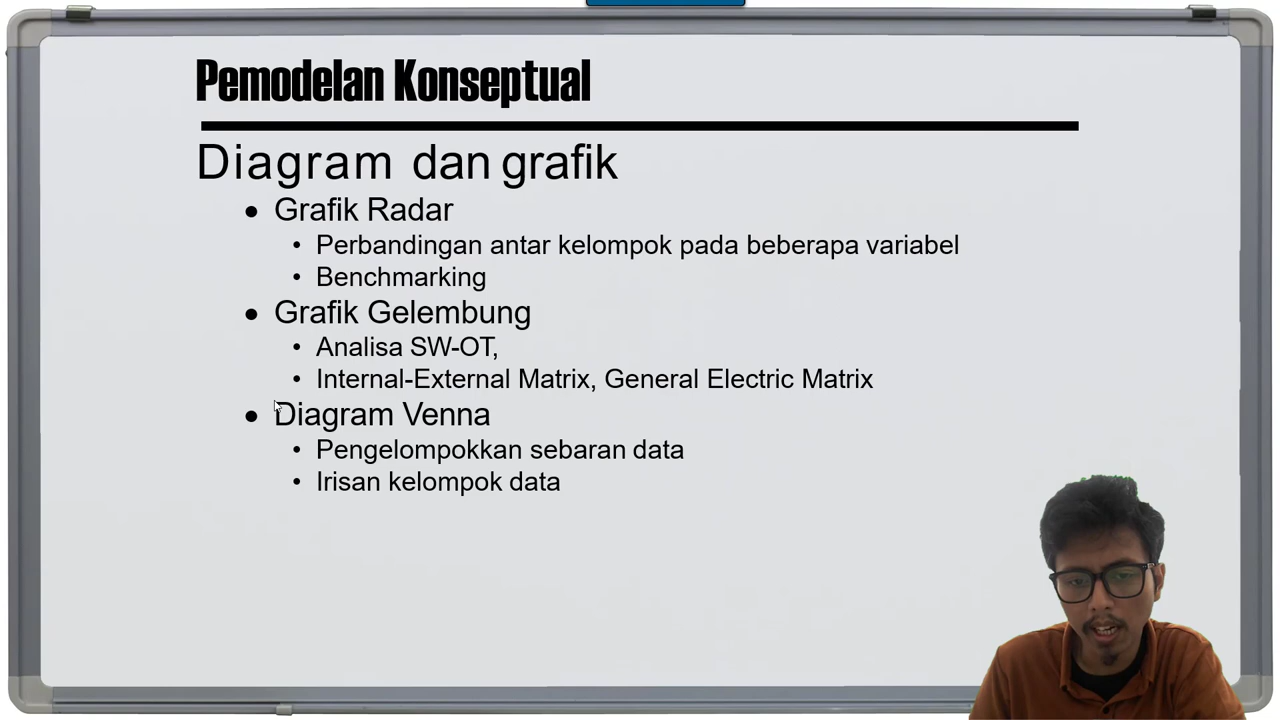 Pemodelan Konseptual
Diagram dan grafik
• Grafik Radar
• Perbandingan antar kelompok pada beberapa variabel
• Benchmarking
• Grafik Gelembung
• Analisa SW-OT,
• Internal-External Matrix, General Electric Matrix
• Diagram Venna
• Pengelompokkan sebaran data
• Irisan kelompok data